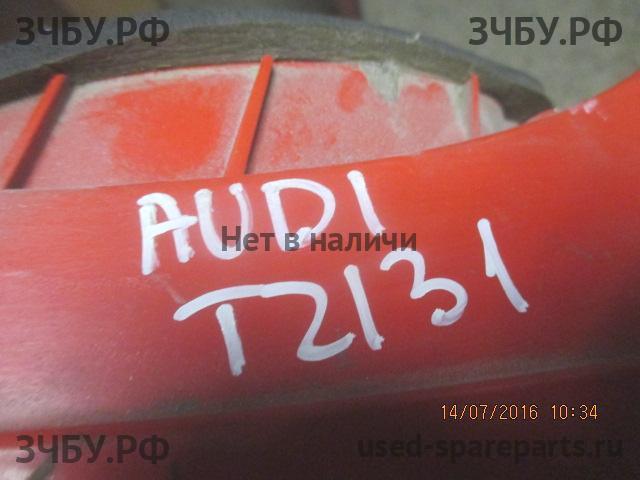 ЗЧБУ.РФ ЗЧБУ.РФ
AUDI
Нет в наличи
T2131
14/07/2016 10:34
ЗЧБУ.РФ used-spareparts.ru